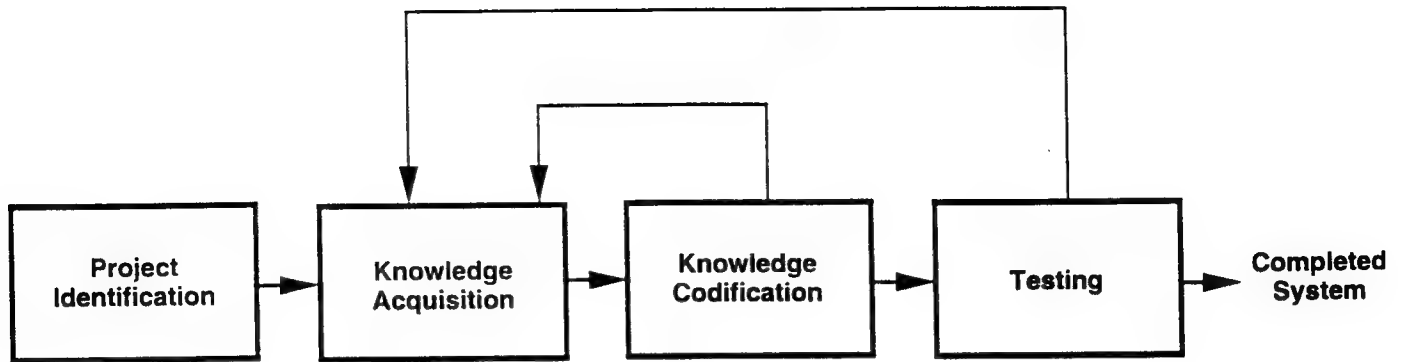 Project
Identification
Knowledge
Acquisition
Knowledge
Codification
Testing
Completed
System